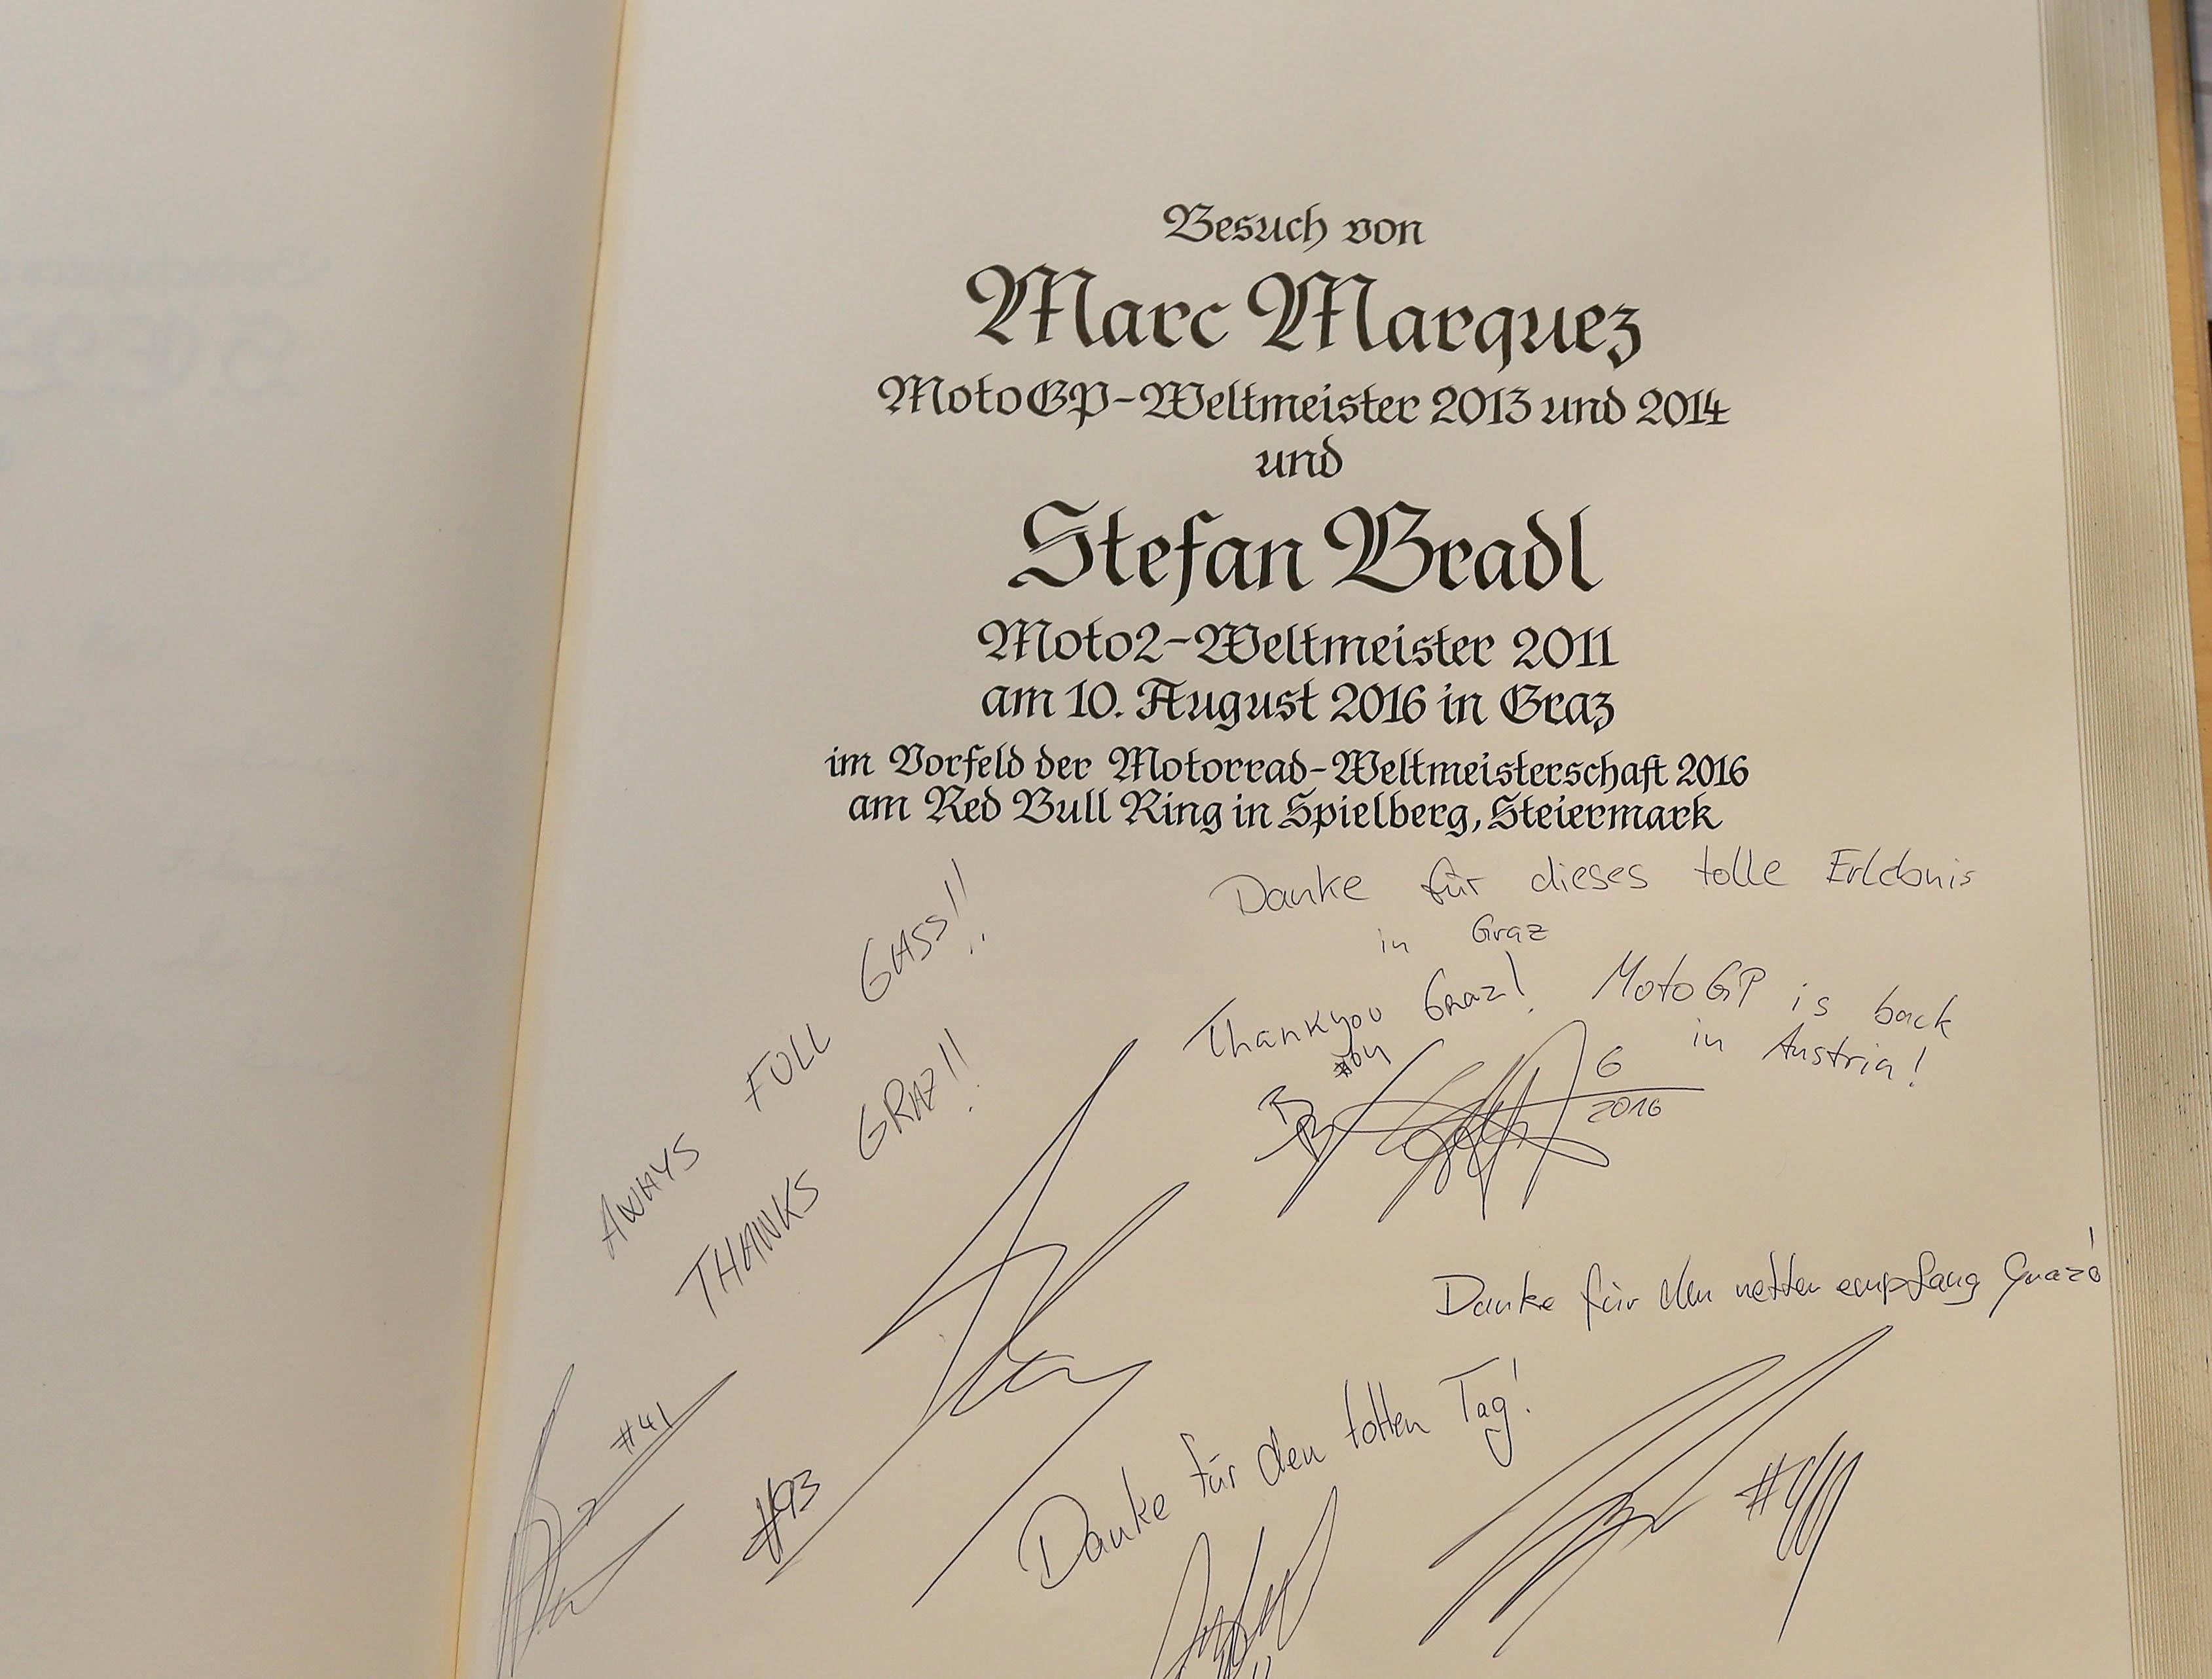 Besuch von
Marc Marquez
MotoGP-Weltmeister 2013 und 2014
und
Stefan Bradl
Moto2-Weltmeister 2011
am 10. August 2016 in Graz
im Vorfeld der Motorrad-Weltmeisterschaft 2016
am Red Bull Ring in Spielberg, Steiermark
Danke für dieses tolle Erlebnis
in Graz
Thankyou Graz! MotoGP is back
in Austria!
6
2016
AWAYS FULL GASS!!
THANKS GRAZ!!
Danke für den netten empfang Graz
Danke für den tollen Tag!
#41
#93